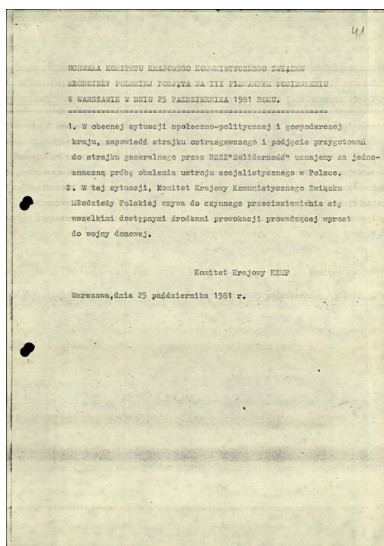 41
UCHWAŁA KOMITETU KRAJOWEGO KOMUNISTYCZNEGO ZWIĄZKU
MŁODZIEŻY POLSKIEJ PODJĘTA NA III PLENARNYM POSIEDZENIU
W WARSZAWIE W DNIU 25 PAŹDZIERNIKA 1981 ROKU.
1. W obecnej sytuacji społeczno-politycznej i gospodarczej
kraju, zapowiedź strajku ostrzegawczego i podjęcie przygotowań
do strajku generalnego przez NSZZ"Solidarność" uznajemy za jedno-
znaczną próbę obalenia ustroju socjalistycznego w Polsce.
2. W tej sytuacji, Komitet Krajowy Komunistycznego Związku
Młodzieży Polskiej wzywa do czynnego przeciwstawienia się
wszelkimi dostępnymi środkami prowokacji prowadzącej wprost
do wojny domowej.
Komitet Krajowy KZMP
Warszawa,dnia 25 października 1981 r.